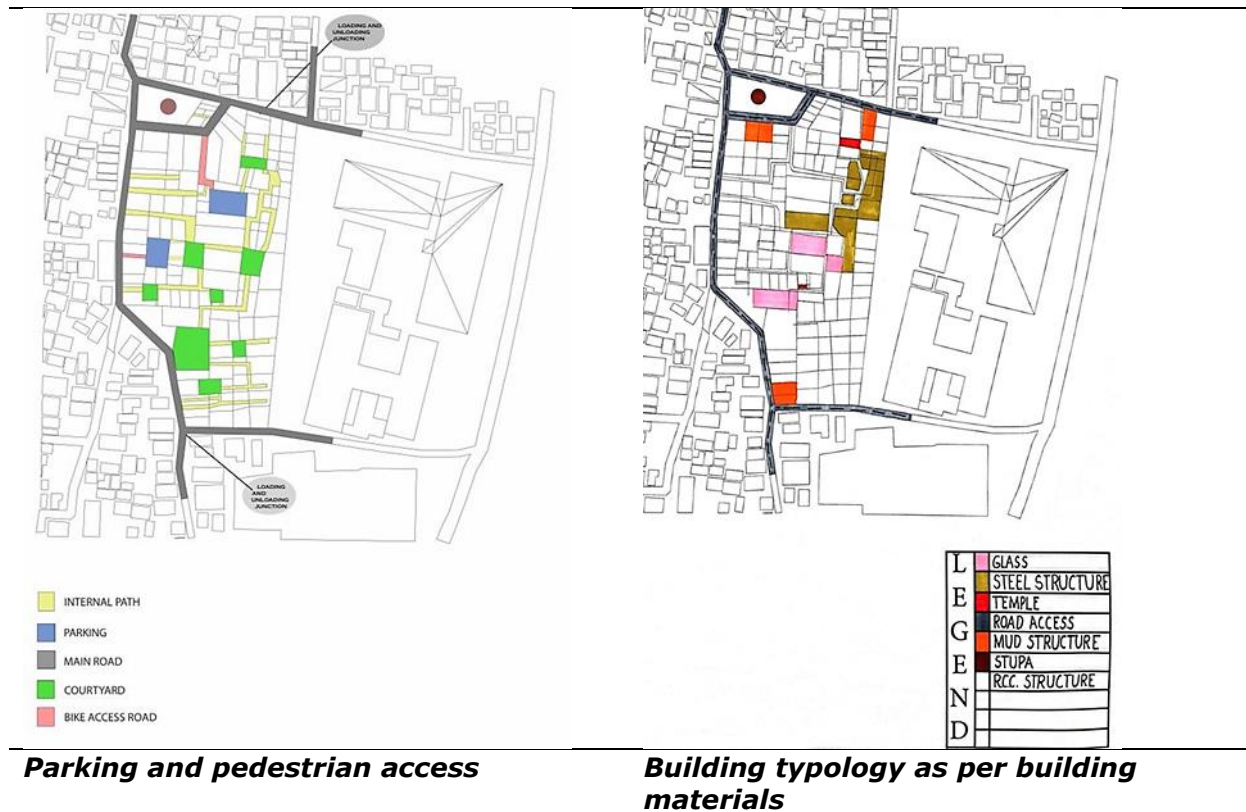 LOADING AND
UNLOADING
JUNCTION
LOADING
AND
UNLOADING
JUNCTION
INTERNAL PATH
PARKING
MAIN ROAD
COURTYARD
BIKE ACCESS ROAD
LEGEND
GLASS
STEEL STRUCTURE
TEMPLE
ROAD ACCESS
MUD STRUCTURE
STUPA
RCC. STRUCTURE
Parking and pedestrian access
Building typology as per building
materials